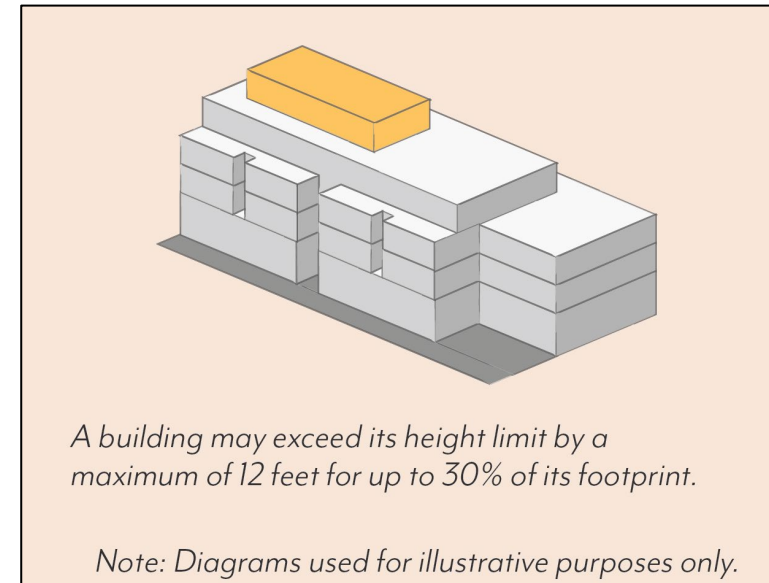 A building may exceed its height limit by a
maximum of 12 feet for up to 30% of its footprint.
Note: Diagrams used for illustrative purposes only.